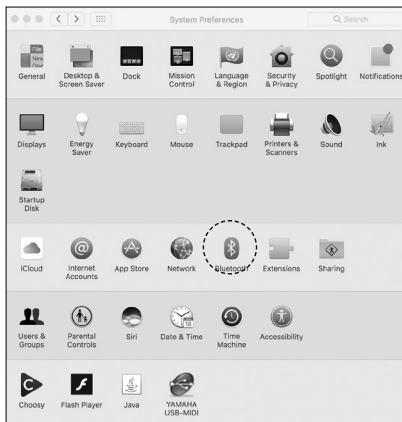 System Preferences
Search
General
Desktop &
Screen Saver
Dock
Mission
Control
Language
& Region
Security
& Privacy
Spotlight
Notifications
Displays
Energy
Saver
Keyboard
Mouse
Trackpad
Printers &
Scanners
Sound
Ink
Startup
Disk
iCloud
Internet
Accounts
App Store
Network
Bluetooth
Extensions
Sharing
Users &
Groups
Parental
Controls
Siri
Date & Time
Time
Machine
Accessibility
Choosy
Flash Player
Java
YAMAHA
USB-MIDI